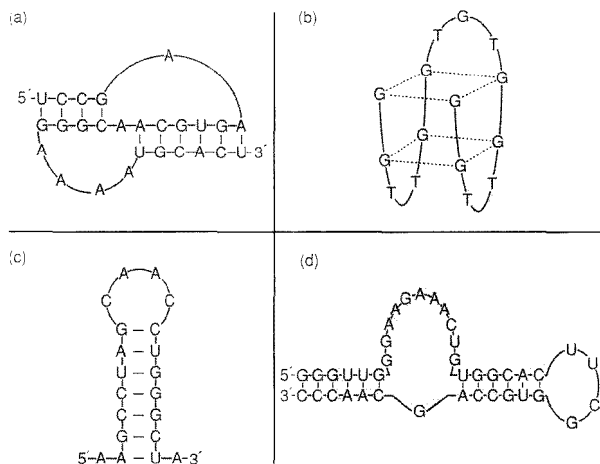 (a)
A
5´-U-C-C-G
G-G-G-C-A-A-C-G-U-G-A
A A A A A U-G-C-A-C-U-3´
(b)
T G T
G G
G G
G G
G G
T T T T
(c)
A A
C C
G C
A U
U G
C G
C G
G C
5´-A-A U-A-3´
(d)
G G A A G A A A C U G
5´-G-G-G-U-U-G U-G-G-C-A-C U U C G
3´-C-C-C-A-A-C G A-C-C-G-U-G